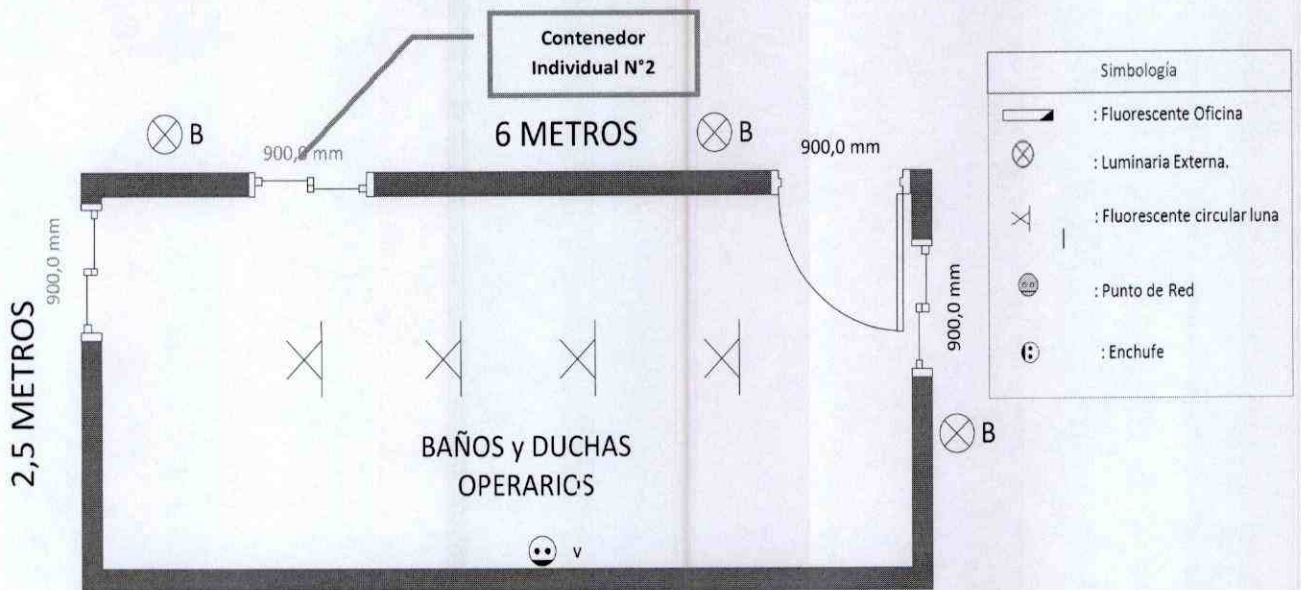 Contenedor
Individual N°2
Simbología
: Fluorescente Oficina
: Luminaria Externa.
: Fluorescente circular luna
: Punto de Red
: Enchufe
B
6 METROS
B
900,0 mm
900,0 mm
900,0 mm
2,5 METROS
900,0 mm
B
BAÑOS y DUCHAS
OPERARIOS
v